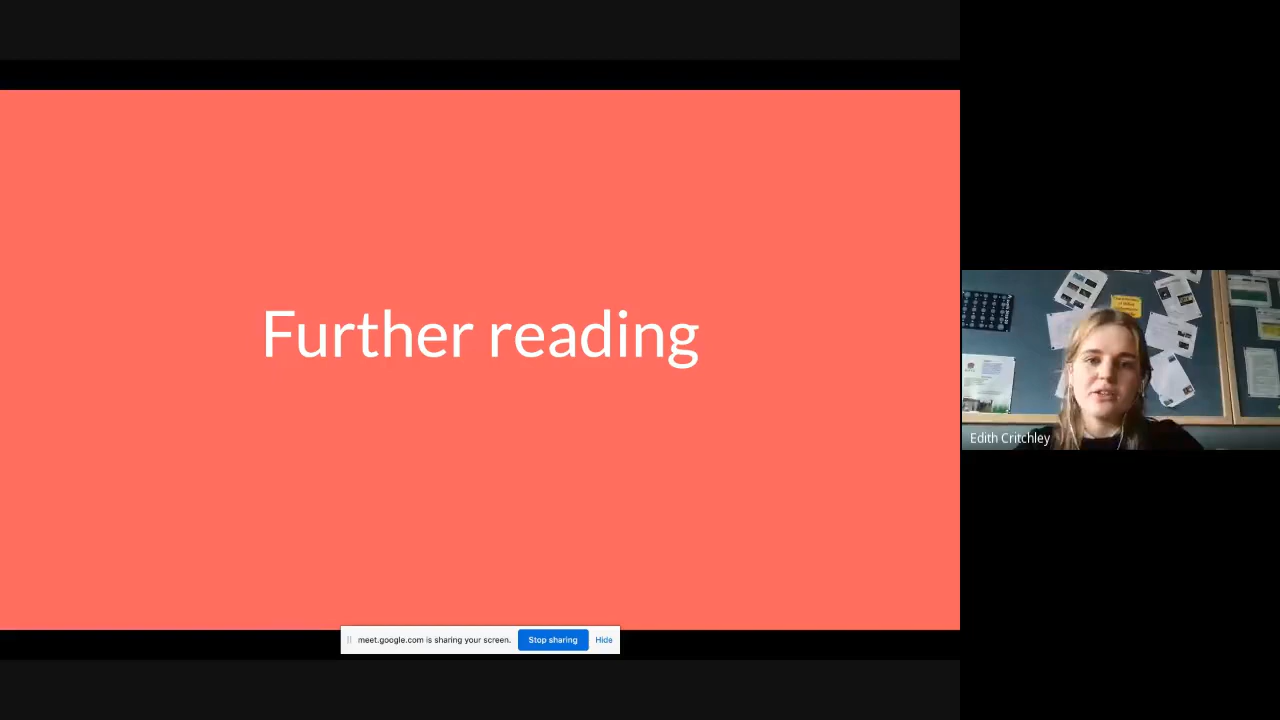 Further reading
Edith Critchley
meet.google.com is sharing your screen. Stop sharing Hide